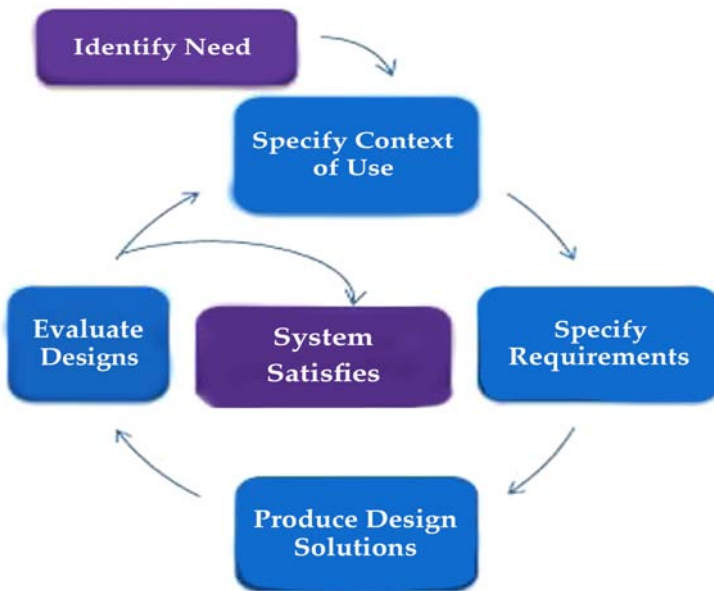 Identify Need
Specify Context
of Use
Evaluate
Designs
System
Satisfies
Specify
Requirements
Produce Design
Solutions